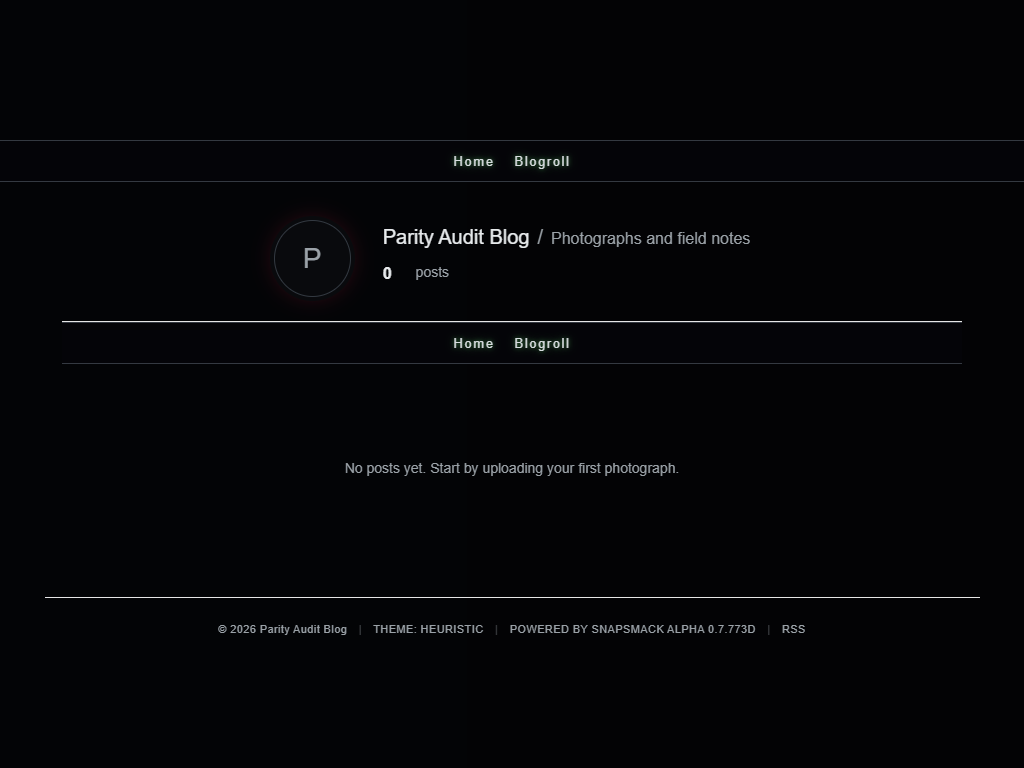 Home Blogroll
P
Parity Audit Blog / Photographs and field notes
0 posts
Home Blogroll
No posts yet. Start by uploading your first photograph.
© 2026 Parity Audit Blog | THEME: HEURISTIC | POWERED BY SNAPSMACK ALPHA 0.7.773D | RSS